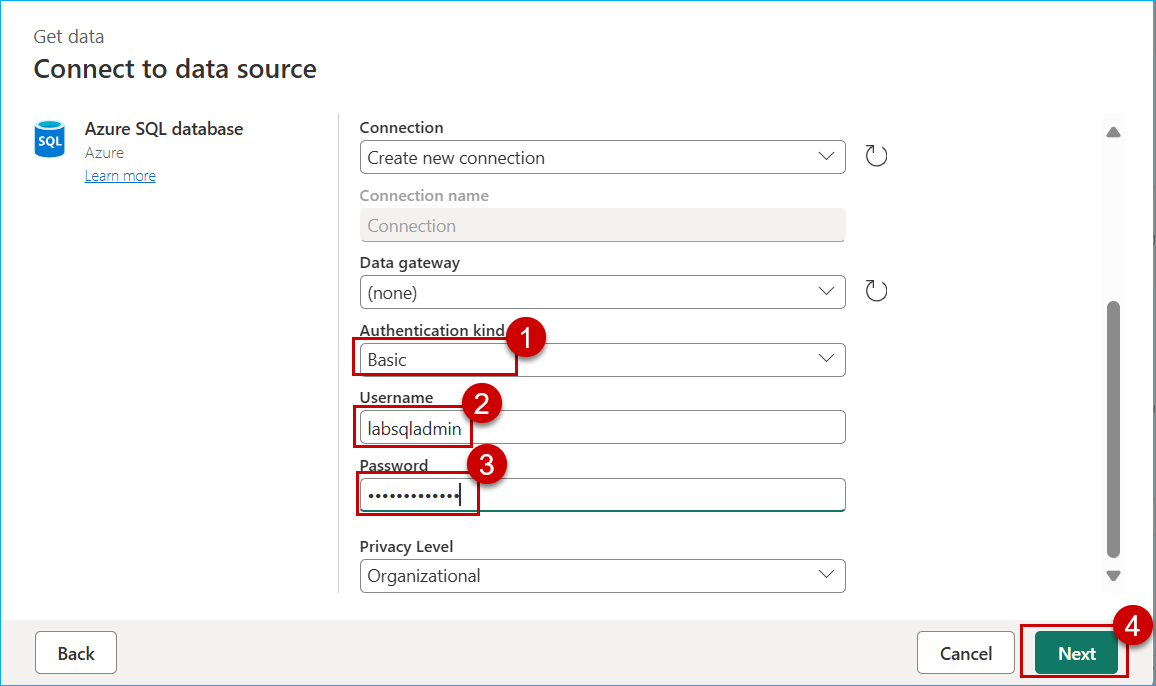 Get data
Connect to data source
SQL
Azure SQL database
Azure
Learn more
Connection
Create new connection
Connection name
Connection
Data gateway
(none)
Authentication kind
1
Basic
Username
2
labsqladmin
Password
3
•••••••••••••
Privacy Level
Organizational
4
Back
Cancel
Next